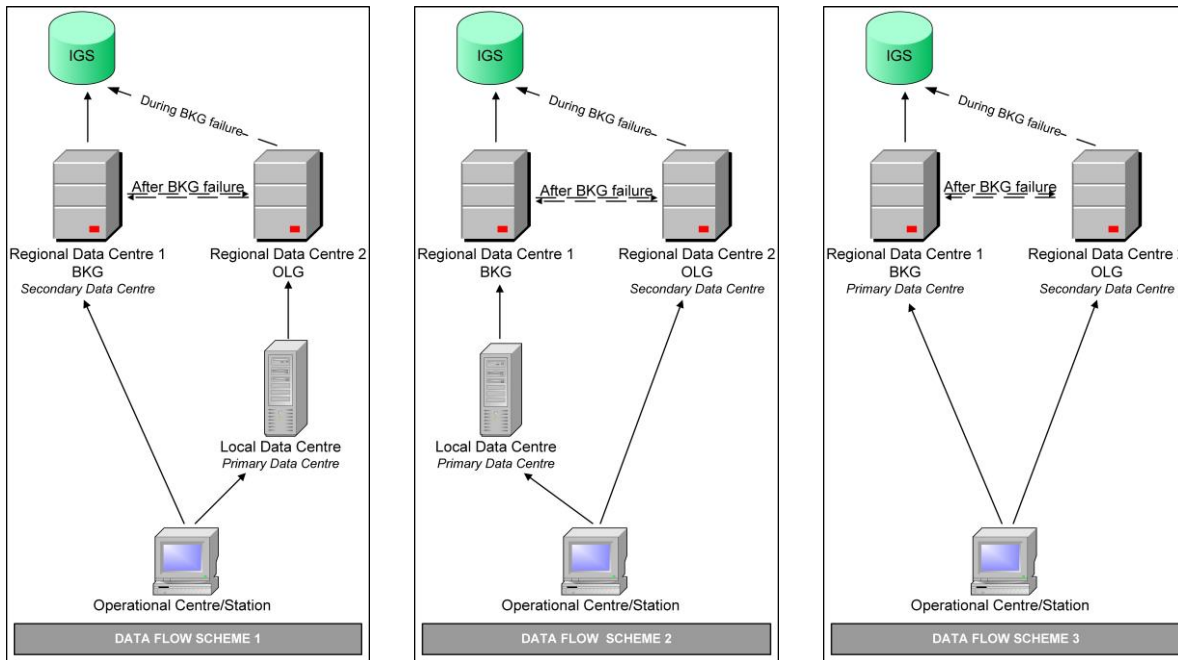 IGS
During BKG failure
After BKG failure
Regional Data Centre 1
BKG
Secondary Data Centre
Regional Data Centre 2
OLG
Local Data Centre
Primary Data Centre
Operational Centre/Station
DATA FLOW SCHEME 1
IGS
During BKG failure
After BKG failure
Regional Data Centre 1
BKG
Regional Data Centre 2
OLG
Secondary Data Centre
Local Data Centre
Primary Data Centre
Operational Centre/Station
DATA FLOW SCHEME 2
IGS
During BKG failure
After BKG failure
Regional Data Centre 1
BKG
Primary Data Centre
Regional Data Centre 2
OLG
Secondary Data Centre
Operational Centre/Station
DATA FLOW SCHEME 3